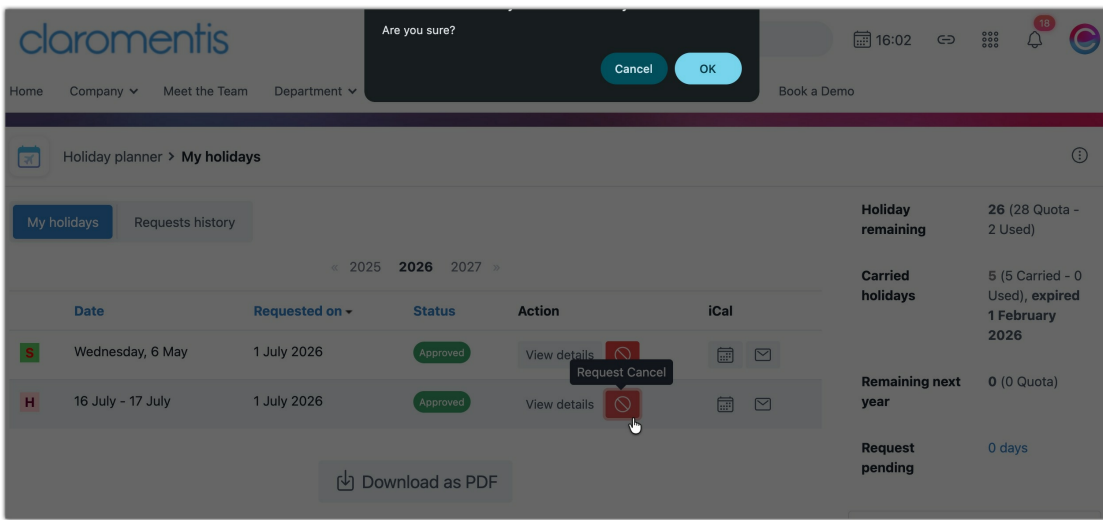 claromentis
Are you sure?
Cancel OK
16:02
18
Home Company Meet the Team Department Book a Demo
Holiday planner > My holidays
My holidays Requests history
« 2025 2026 2027 »
Date Requested on Status Action iCal
S Wednesday, 6 May 1 July 2026 Approved View details
Request Cancel
H 16 July - 17 July 1 July 2026 Approved View details
Download as PDF
Holiday remaining
26 (28 Quota - 2 Used)
Carried holidays
5 (5 Carried - 0 Used), expired 1 February 2026
Remaining next year
0 (0 Quota)
Request pending
0 days